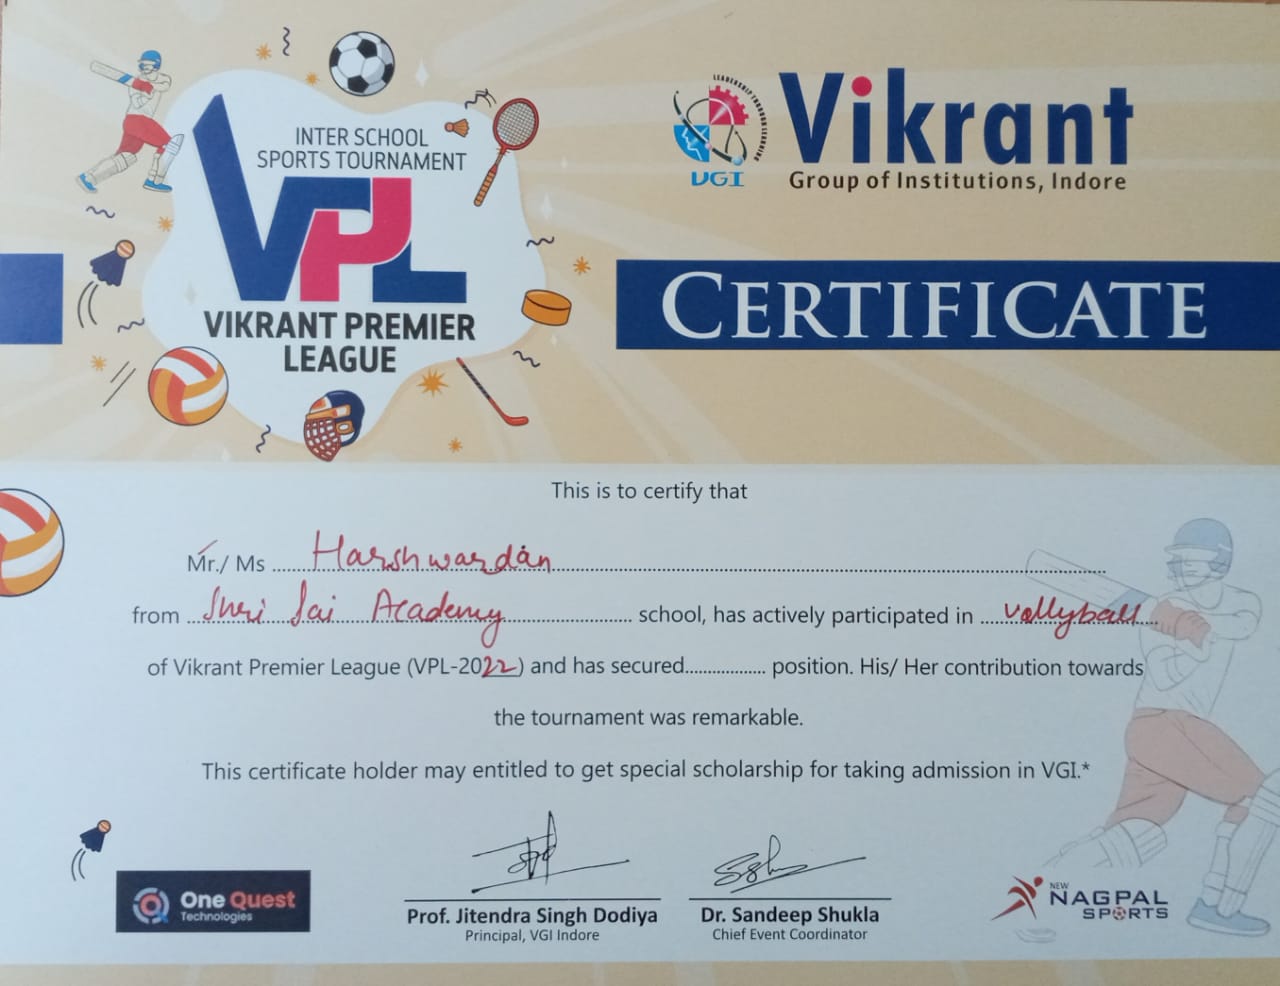 INTER SCHOOL
SPORTS TOURNAMENT
VPL
VIKRANT PREMIER
LEAGUE
LEADERSHIP THROUGH LEARNING
VGI
Vikrant
Group of Institutions, Indore
CERTIFICATE
This is to certify that
Mr./ Ms Harshwardan
from Shri Sai Academy school, has actively participated in vollyball
of Vikrant Premier League (VPL-2022) and has secured................. position. His/ Her contribution towards
the tournament was remarkable.
This certificate holder may entitled to get special scholarship for taking admission in VGI.*
One Quest
Technologies
Prof. Jitendra Singh Dodiya
Principal, VGI Indore
Dr. Sandeep Shukla
Chief Event Coordinator
NEW
NAGPAL
SPORTS